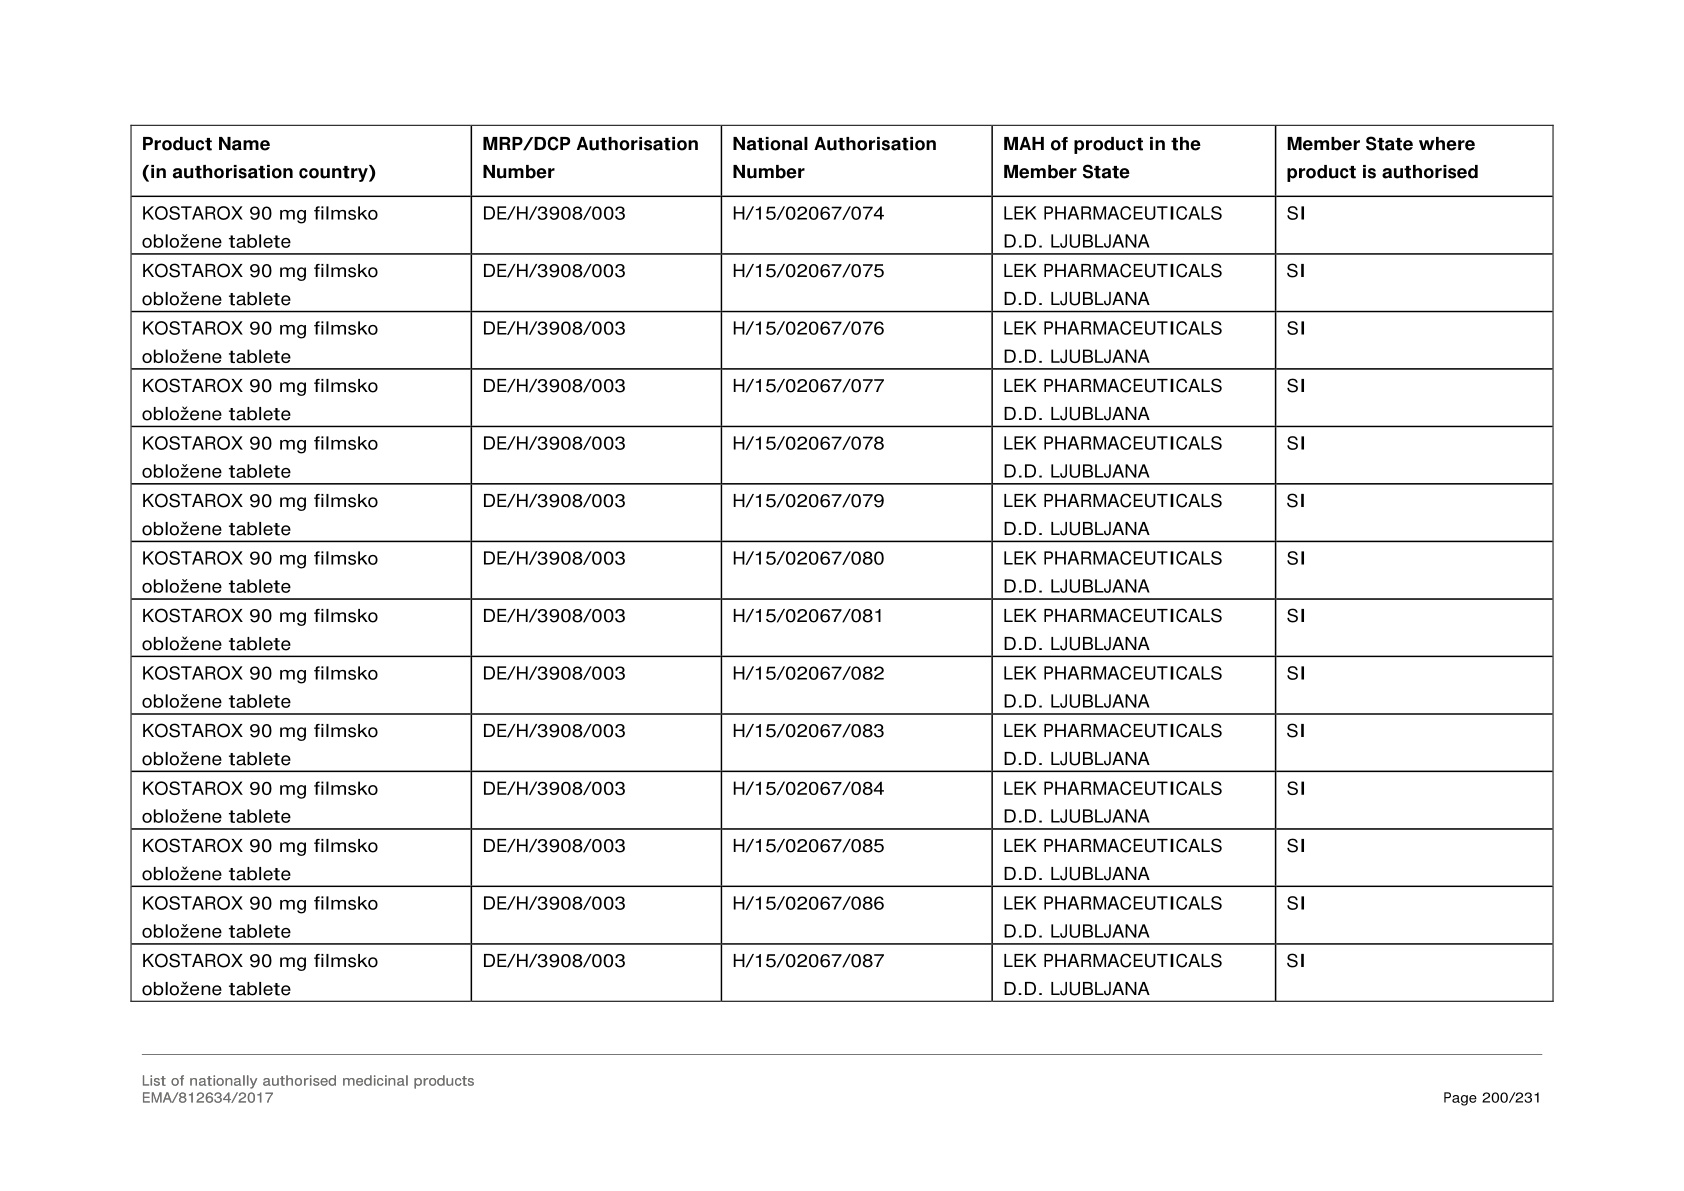 Product Name
(in authorisation country)
MRP/DCP Authorisation
Number
National Authorisation
Number
MAH of product in the
Member State
Member State where
product is authorised
KOSTAROX 90 mg filmsko
obložene tablete
DE/H/3908/003
H/15/02067/074
LEK PHARMACEUTICALS
D.D. LJUBLJANA
SI
KOSTAROX 90 mg filmsko
obložene tablete
DE/H/3908/003
H/15/02067/075
LEK PHARMACEUTICALS
D.D. LJUBLJANA
SI
KOSTAROX 90 mg filmsko
obložene tablete
DE/H/3908/003
H/15/02067/076
LEK PHARMACEUTICALS
D.D. LJUBLJANA
SI
KOSTAROX 90 mg filmsko
obložene tablete
DE/H/3908/003
H/15/02067/077
LEK PHARMACEUTICALS
D.D. LJUBLJANA
SI
KOSTAROX 90 mg filmsko
obložene tablete
DE/H/3908/003
H/15/02067/078
LEK PHARMACEUTICALS
D.D. LJUBLJANA
SI
KOSTAROX 90 mg filmsko
obložene tablete
DE/H/3908/003
H/15/02067/079
LEK PHARMACEUTICALS
D.D. LJUBLJANA
SI
KOSTAROX 90 mg filmsko
obložene tablete
DE/H/3908/003
H/15/02067/080
LEK PHARMACEUTICALS
D.D. LJUBLJANA
SI
KOSTAROX 90 mg filmsko
obložene tablete
DE/H/3908/003
H/15/02067/081
LEK PHARMACEUTICALS
D.D. LJUBLJANA
SI
KOSTAROX 90 mg filmsko
obložene tablete
DE/H/3908/003
H/15/02067/082
LEK PHARMACEUTICALS
D.D. LJUBLJANA
SI
KOSTAROX 90 mg filmsko
obložene tablete
DE/H/3908/003
H/15/02067/083
LEK PHARMACEUTICALS
D.D. LJUBLJANA
SI
KOSTAROX 90 mg filmsko
obložene tablete
DE/H/3908/003
H/15/02067/084
LEK PHARMACEUTICALS
D.D. LJUBLJANA
SI
KOSTAROX 90 mg filmsko
obložene tablete
DE/H/3908/003
H/15/02067/085
LEK PHARMACEUTICALS
D.D. LJUBLJANA
SI
KOSTAROX 90 mg filmsko
obložene tablete
DE/H/3908/003
H/15/02067/086
LEK PHARMACEUTICALS
D.D. LJUBLJANA
SI
KOSTAROX 90 mg filmsko
obložene tablete
DE/H/3908/003
H/15/02067/087
LEK PHARMACEUTICALS
D.D. LJUBLJANA
SI
List of nationally authorised medicinal products
EMA/812634/2017
Page 200/231